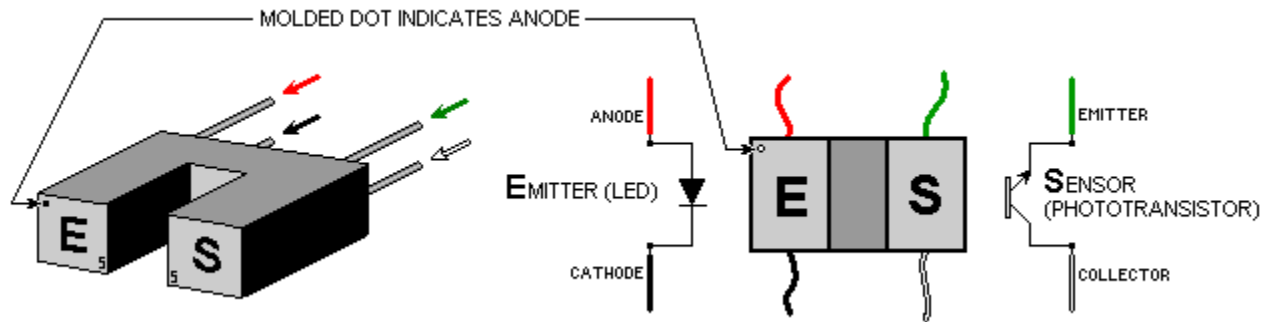 MOLDED DOT INDICATES ANODE
E
S
5
5
ANODE
EMITTER (LED)
CATHODE
E
S
EMITTER
SENSOR
(PHOTOTRANSISTOR)
COLLECTOR